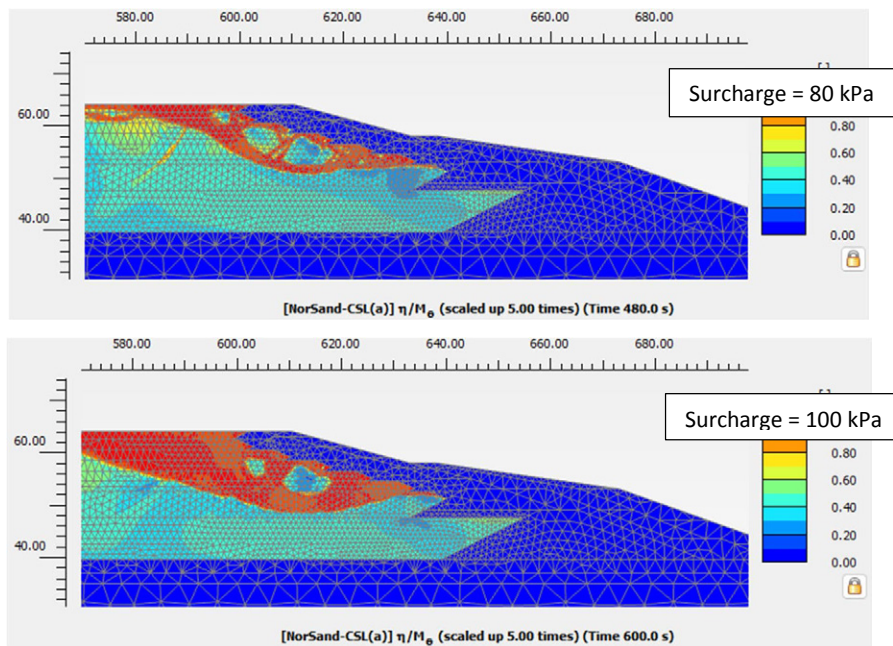 580.00 600.00 620.00 640.00 660.00 680.00
Surcharge = 80 kPa
60.00
40.00
0.80
0.60
0.40
0.20
0.00
[NorSand-CSL(a)] η/Mθ (scaled up 5.00 times) (Time 480.0 s)
580.00 600.00 620.00 640.00 660.00 680.00
Surcharge = 100 kPa
60.00
40.00
0.80
0.60
0.40
0.20
0.00
[NorSand-CSL(a)] η/Mθ (scaled up 5.00 times) (Time 600.0 s)